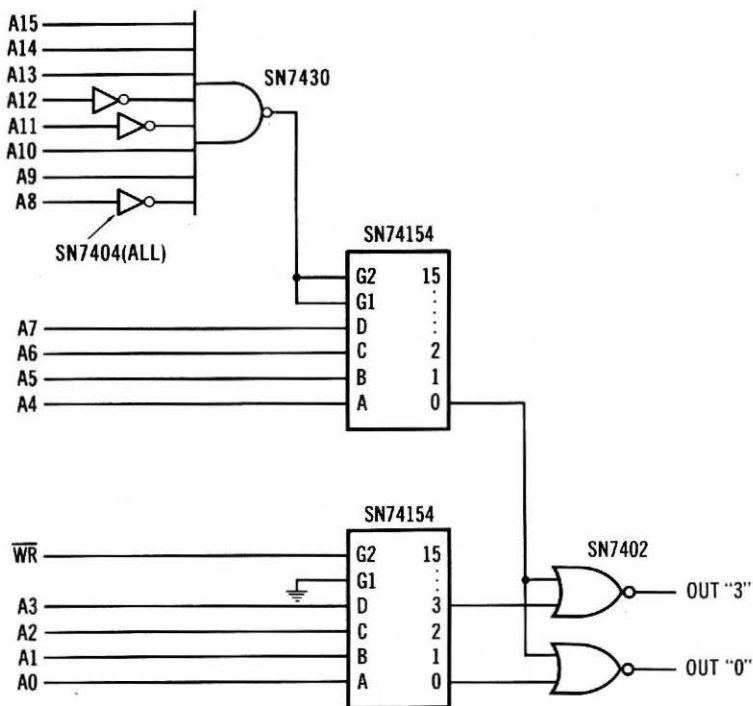 A15
A14
A13
SN7430
A12
A11
A10
A9
A8
SN7404(ALL)
SN74154
G2 15
G1
A7 D
A6 C 2
A5 B 1
A4 A 0
SN74154
W̅R̅ G2 15
SN7402
G1
OUT "3"
A3 D 3
A2 C 2
A1 B 1
OUT "0"
A0 A 0